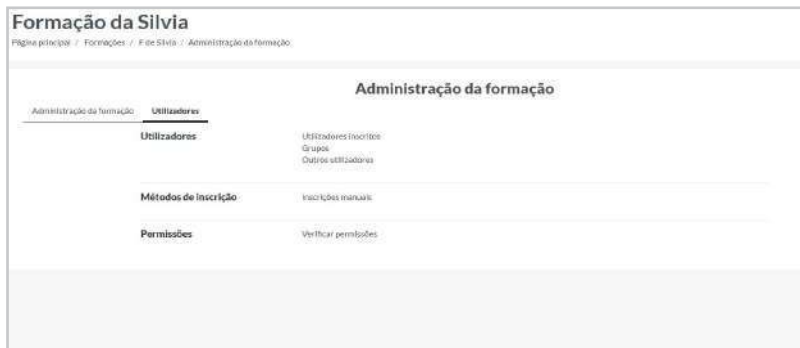 Formação da Silvia
Página principal / Formações / F de Silvia / Administração da formação
Administração da formação
Administração da formação Utilizadores
Utilizadores Utilizadores inscritos
Grupos
Outros utilizadores
Métodos de inscrição Inscrições manuais
Permissões Verificar permissões